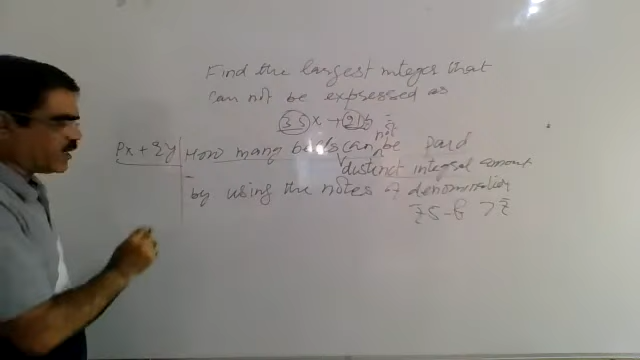 Find the largest integer that
can not be expressed as
35x + 21y
Px + qy
How many bills can not be paid
distinct integral amount
by using the notes of denomination
₹5 & 7₹